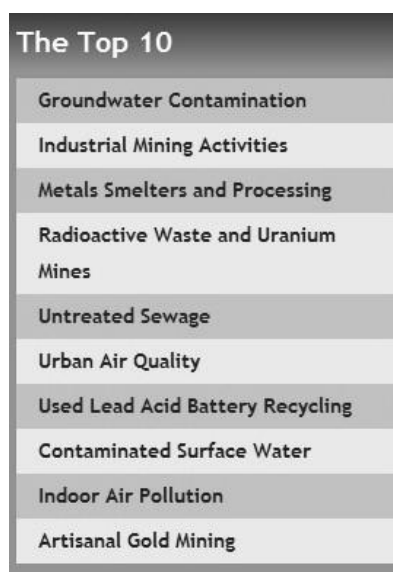 The Top 10
Groundwater Contamination
Industrial Mining Activities
Metals Smelters and Processing
Radioactive Waste and Uranium
Mines
Untreated Sewage
Urban Air Quality
Used Lead Acid Battery Recycling
Contaminated Surface Water
Indoor Air Pollution
Artisanal Gold Mining